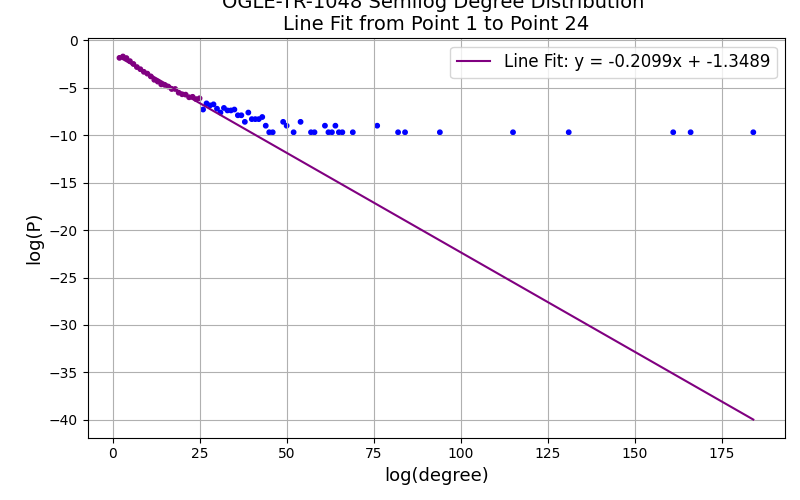 OGLE-TR-1048 Semilog Degree Distribution
Line Fit from Point 1 to Point 24
Line Fit: y = -0.2099x + -1.3489
0
−5
−10
−15
−20
−25
−30
−35
−40
log(P)
0 25 50 75 100 125 150 175
log(degree)